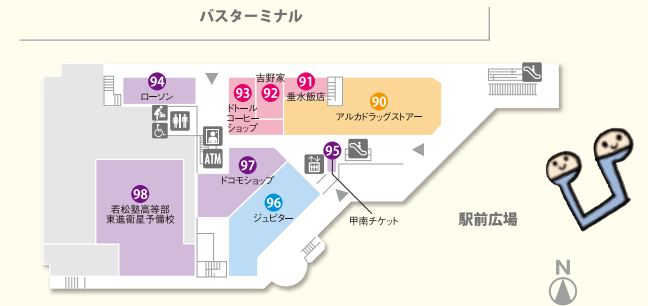 バスターミナル
94
ローソン
93
ドトール
コーヒー
ショップ
吉野家
92
91
垂水飯店
90
アルカドラッグストアー
ATM
97
ドコモショップ
95
甲南チケット
96
ジュピター
98
若松塾高等部
東進衛星予備校
駅前広場
N